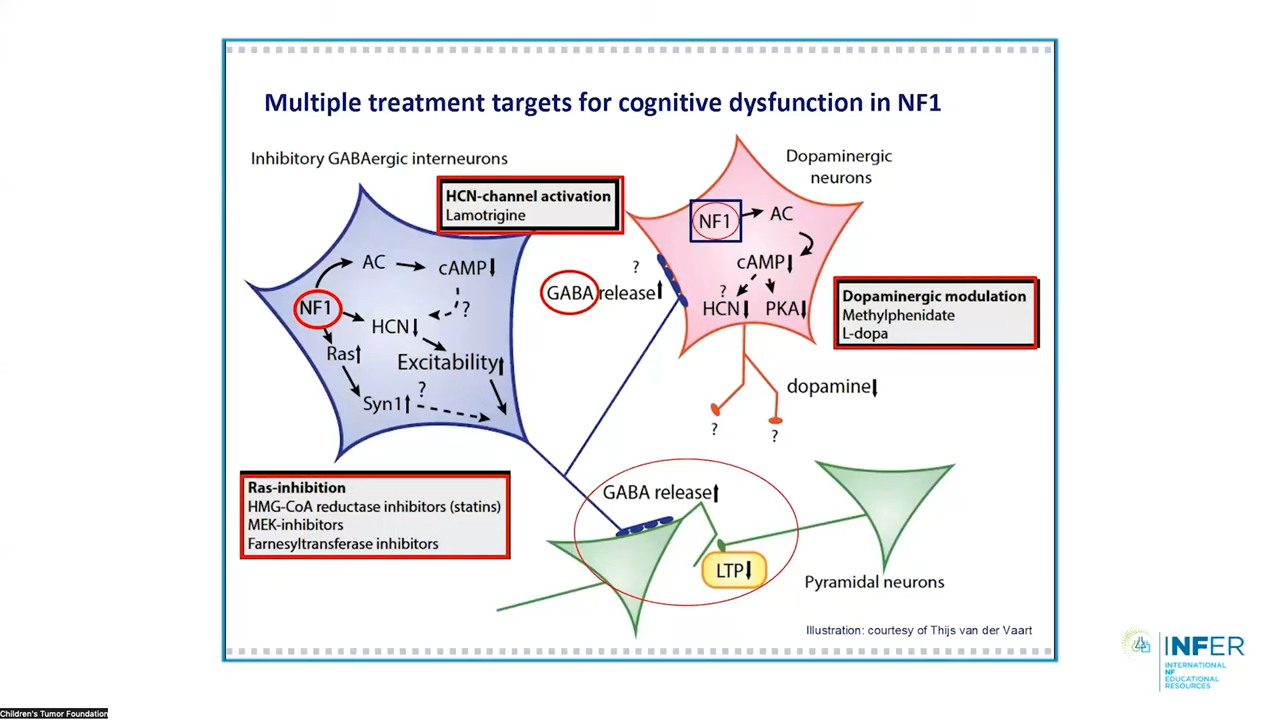 Multiple treatment targets for cognitive dysfunction in NF1
Inhibitory GABAergic interneurons
HCN-channel activation
Lamotrigine
AC
cAMP
NF1
?
HCN
Ras
Excitability
?
Syn1
Dopaminergic
neurons
NF1
AC
cAMP
?
HCN
PKA
?
GABA release
Dopaminergic modulation
Methylphenidate
L-dopa
dopamine
?
?
Ras-inhibition
HMG-CoA reductase inhibitors (statins)
MEK-inhibitors
Farnesyltransferase inhibitors
GABA release
LTP
Pyramidal neurons
Illustration: courtesy of Thijs van der Vaart
INFER
INTERNATIONAL
NF
EDUCATIONAL
RESOURCES
Children's Tumor Foundation